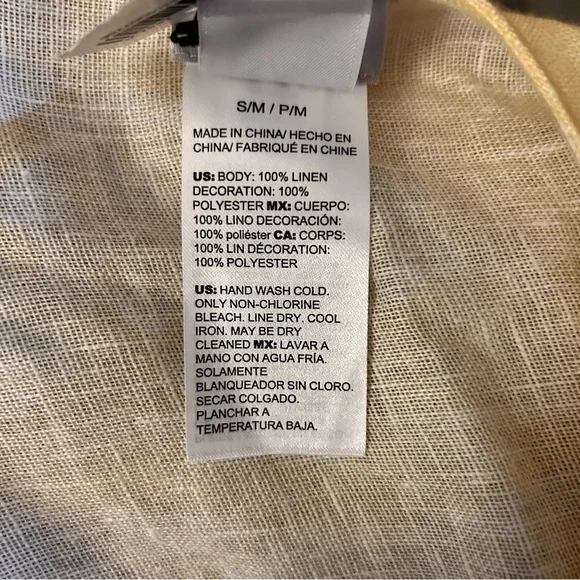 S/M / P/M
MADE IN CHINA/ HECHO EN
CHINA/ FABRIQUÉ EN CHINE
US: BODY: 100% LINEN
DECORATION: 100%
POLYESTER MX: CUERPO:
100% LINO DECORACIÓN:
100% poliéster CA: CORPS:
100% LIN DÉCORATION:
100% POLYESTER
US: HAND WASH COLD.
ONLY NON-CHLORINE
BLEACH. LINE DRY. COOL
IRON. MAY BE DRY
CLEANED MX: LAVAR A
MANO CON AGUA FRÍA.
SOLAMENTE
BLANQUEADOR SIN CLORO.
SECAR COLGADO.
PLANCHAR A
TEMPERATURA BAJA.